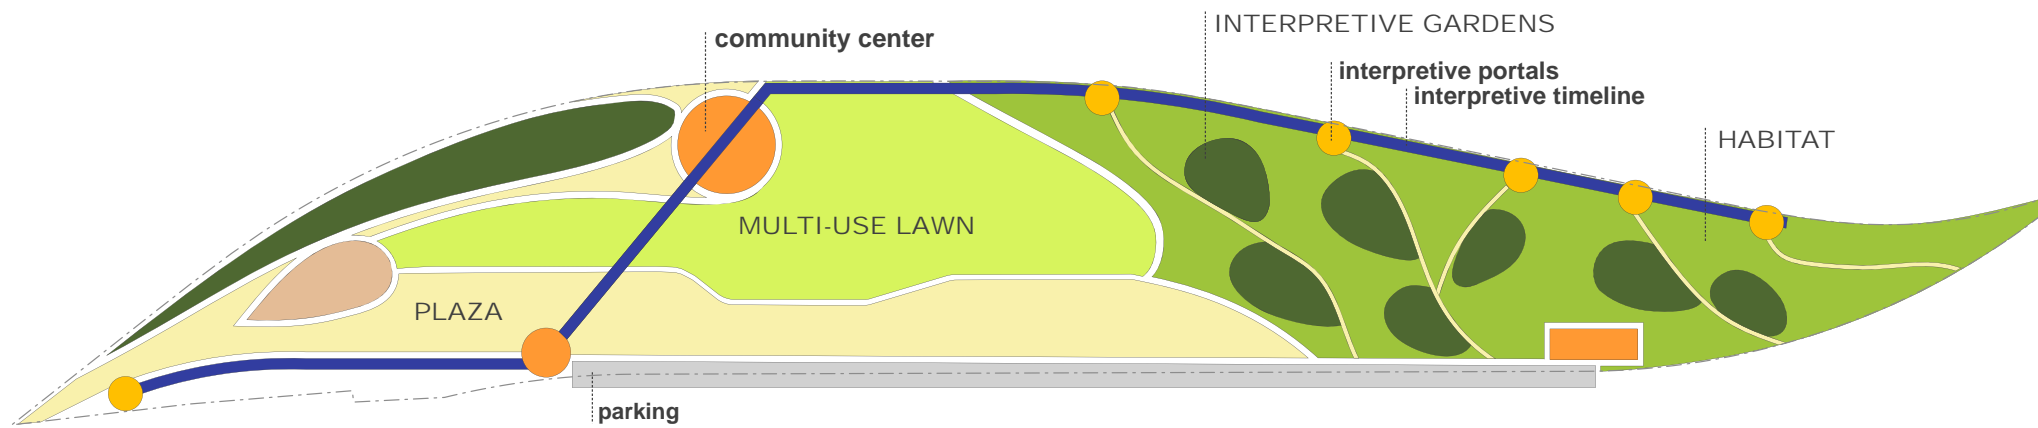 INTERPRETIVE GARDENS
community center
interpretive portals
interpretive timeline
HABITAT
MULTI-USE LAWN
PLAZA
parking